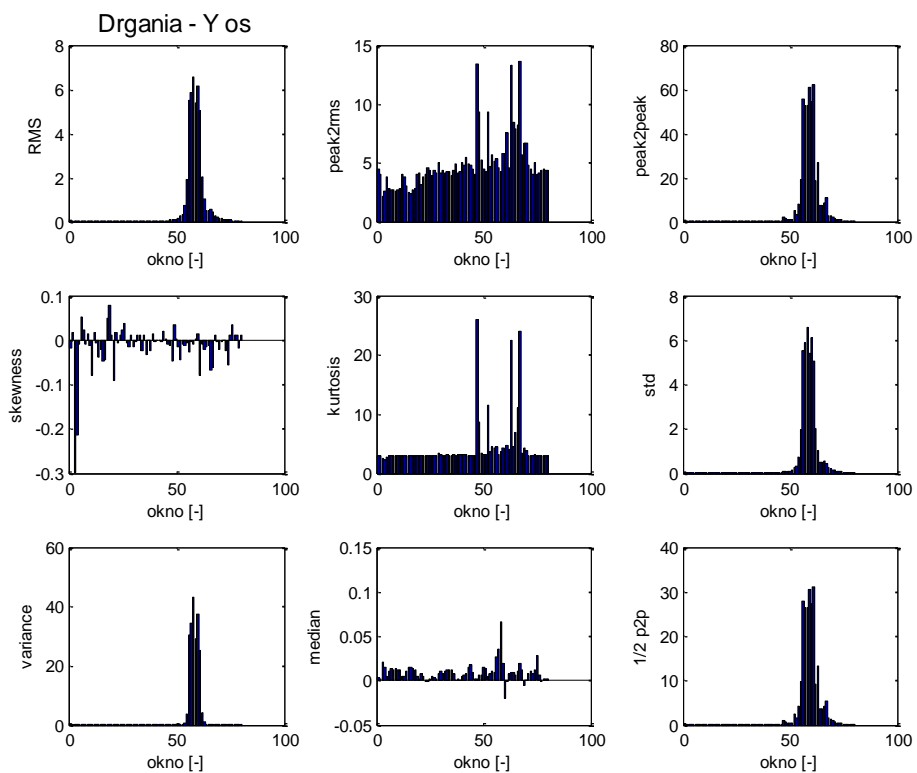 Drgania - Y os
8
6
4
2
0
RMS
0 50 100
okno [-]
15
10
5
0
peak2rms
0 50 100
okno [-]
80
60
40
20
0
peak2peak
0 50 100
okno [-]
0.1
0
-0.1
-0.2
-0.3
skewness
0 50 100
okno [-]
30
20
10
0
kurtosis
0 50 100
okno [-]
8
6
4
2
0
std
0 50 100
okno [-]
60
40
20
0
variance
0 50 100
okno [-]
0.15
0.1
0.05
0
-0.05
median
0 50 100
okno [-]
40
30
20
10
0
1/2 p2p
0 50 100
okno [-]